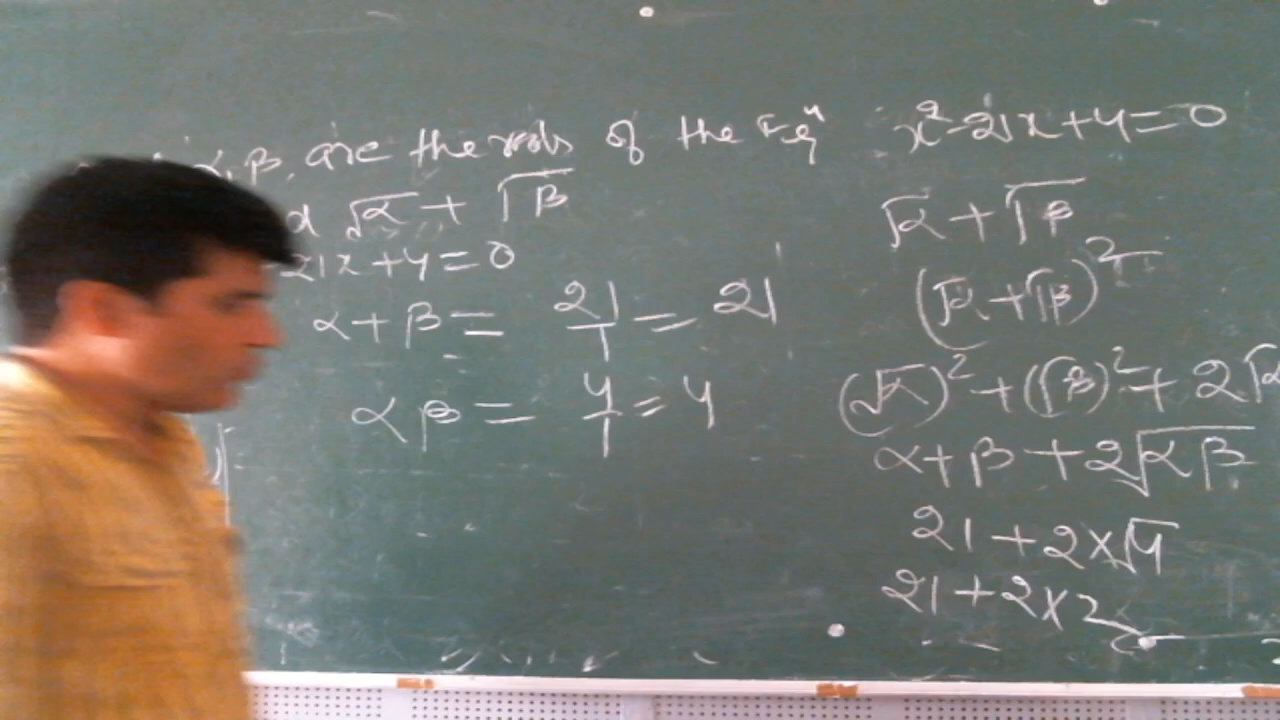 α, β, are the roots of the Eqⁿ x²-21x+4=0
d √α + √β
21x+4=0
α+β = 21/1 = 21
αβ = 4/1 = 4
√α + √β
(√α + √β)²
(√α)² + (√β)² + 2√α
α+β + 2√αβ
21 + 2×√4
21 + 2×2